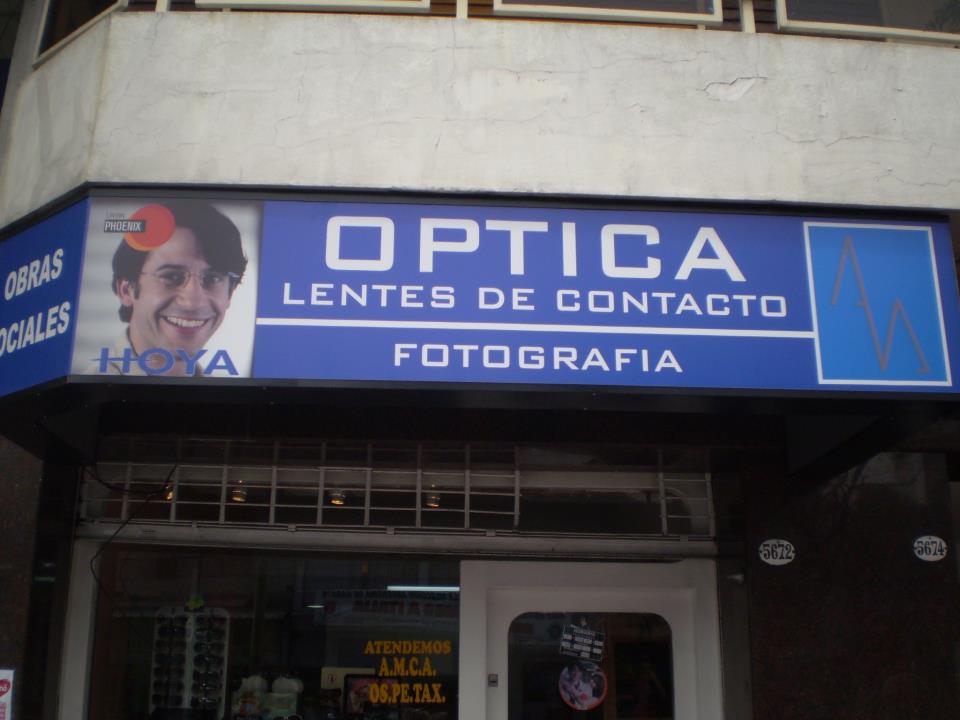 OBRAS
OCIALES
PHOENIX
HOYA
OPTICA
LENTES DE CONTACTO
FOTOGRAFIA
5672
5674
ATENDEMOS
A.M.C.A.
OS.PE.TAX.